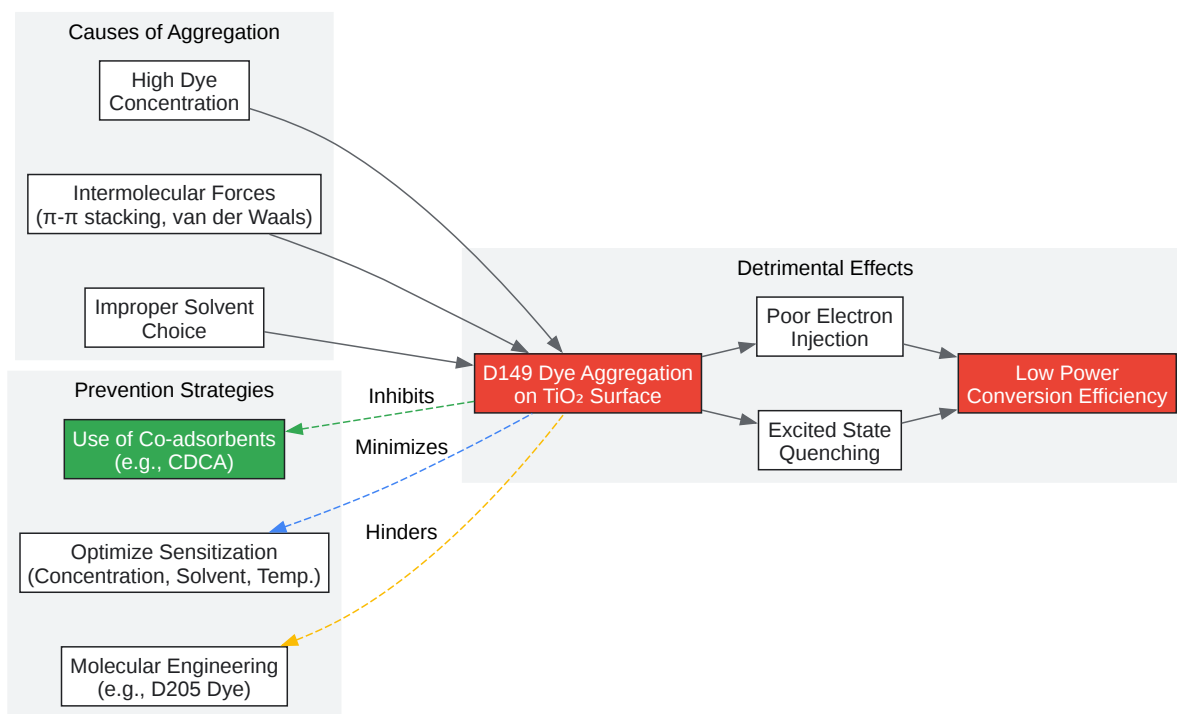 Causes of Aggregation
High Dye
Concentration
Intermolecular Forces
(π-π stacking, van der Waals)
Improper Solvent
Choice
Detrimental Effects
Poor Electron
Injection
D149 Dye Aggregation
on TiO₂ Surface
Low Power
Conversion Efficiency
Excited State
Quenching
Prevention Strategies
Inhibits
Use of Co-adsorbents
(e.g., CDCA)
Minimizes
Optimize Sensitization
(Concentration, Solvent, Temp.)
Hinders
Molecular Engineering
(e.g., D205 Dye)